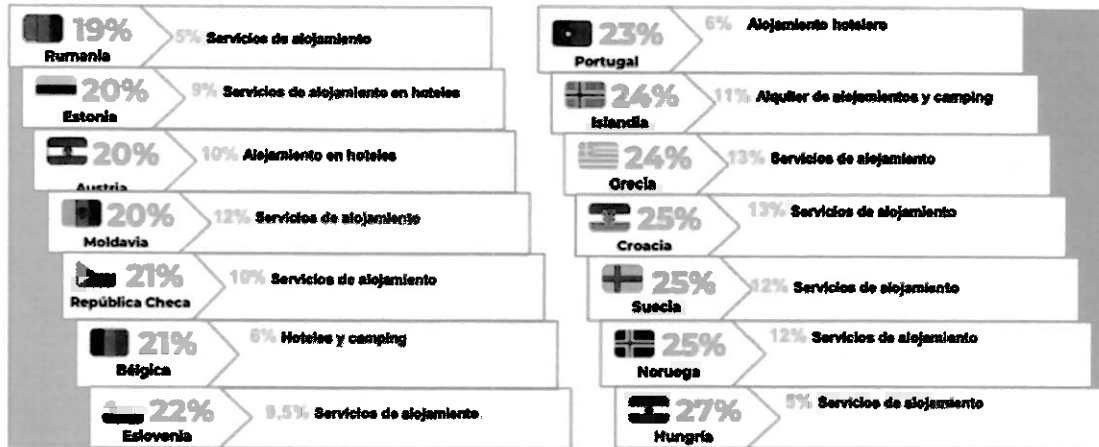 19%
5% Servicios de alojamiento
Rumania
20%
9% Servicios de alojamiento en hoteles
Estonia
20%
10% Alojamiento en hoteles
Austria
20%
12% Servicios de alojamiento
Moldavia
21%
10% Servicios de alojamiento
República Checa
21%
6% Hoteles y camping
Bélgica
22%
9,5% Servicios de alojamiento
Eslovenia
23%
6% Alojamiento hotelero
Portugal
24%
11% Alquiler de alojamientos y camping
Islandia
24%
13% Servicios de alojamiento
Grecia
25%
13% Servicios de alojamiento
Croacia
25%
12% Servicios de alojamiento
Suecia
25%
12% Servicios de alojamiento
Noruega
27%
5% Servicios de alojamiento
Hungría